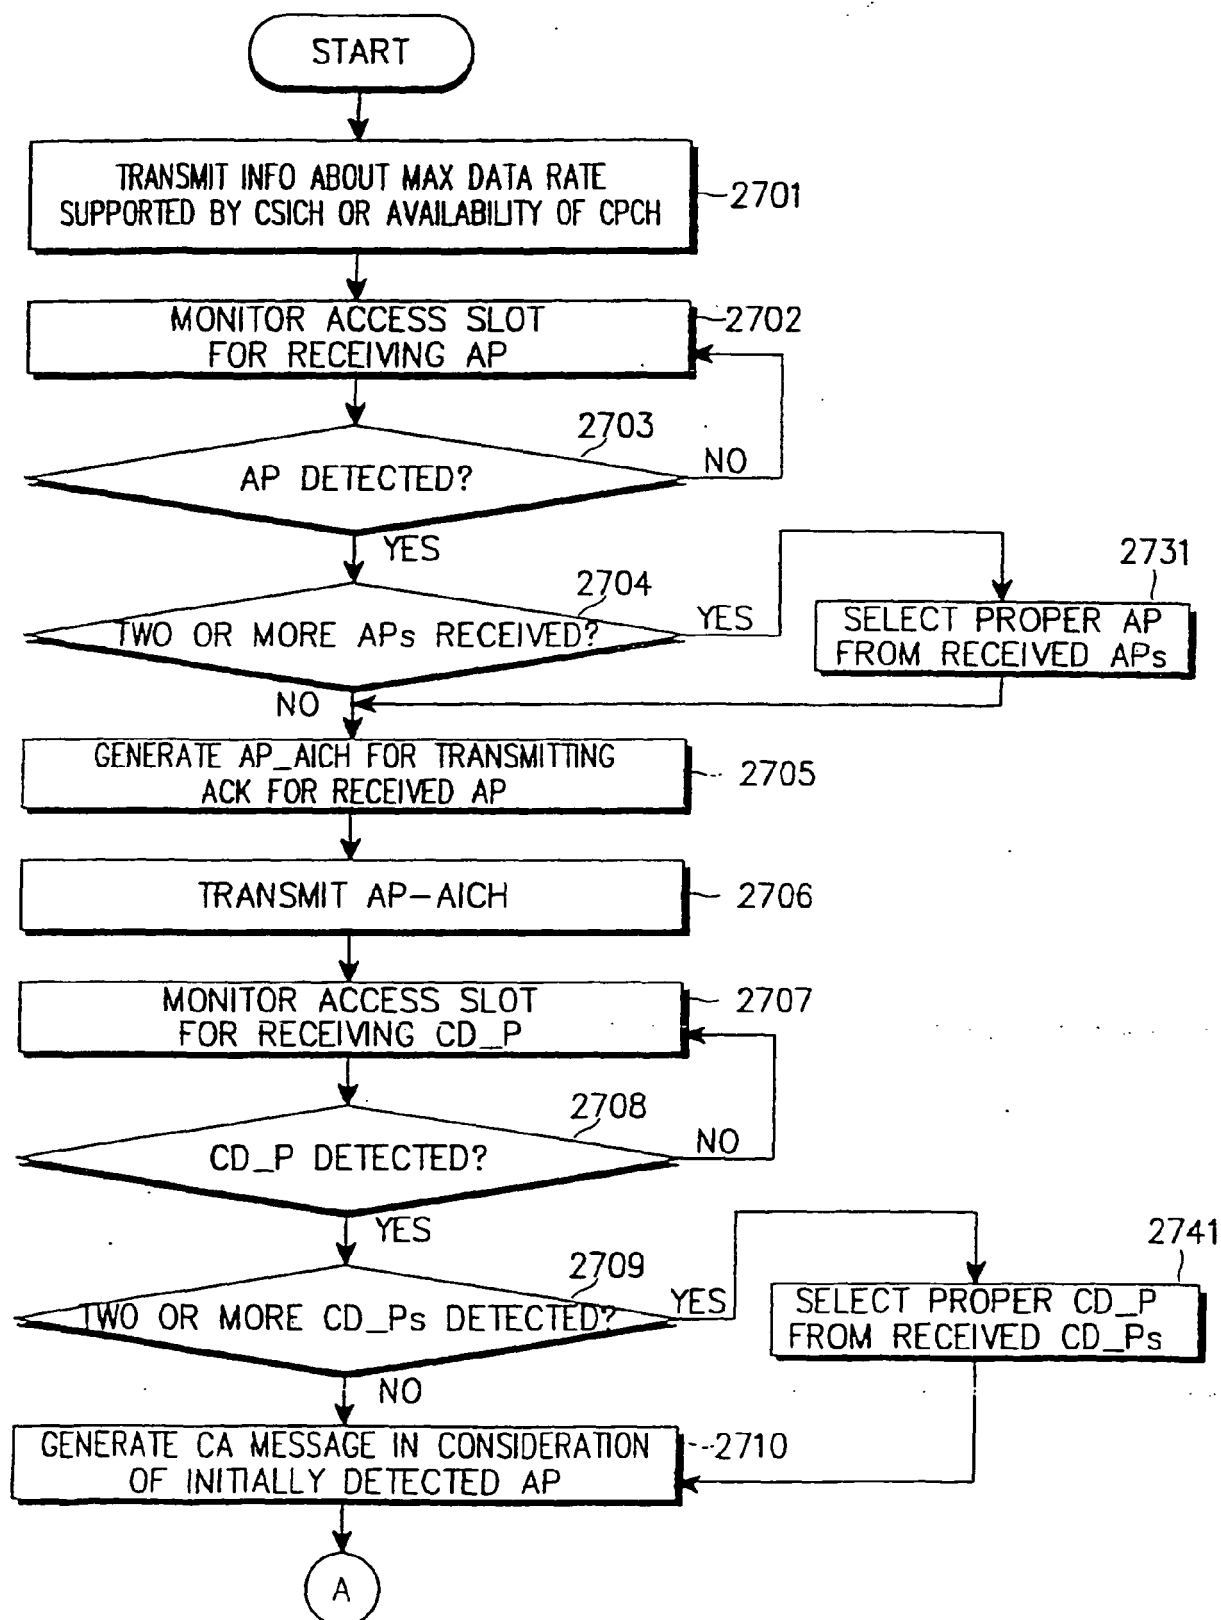 START
TRANSMIT INFO ABOUT MAX DATA RATE
SUPPORTED BY CSICH OR AVAILABILITY OF CPCH
2701
MONITOR ACCESS SLOT
FOR RECEIVING AP
2702
2703
AP DETECTED?
NO
YES
2704
TWO OR MORE APs RECEIVED?
YES
2731
SELECT PROPER AP
FROM RECEIVED APs
NO
GENERATE AP_AICH FOR TRANSMITTING
ACK FOR RECEIVED AP
2705
TRANSMIT AP-AICH
2706
MONITOR ACCESS SLOT
FOR RECEIVING CD_P
2707
2708
CD_P DETECTED?
NO
YES
2709
TWO OR MORE CD_Ps DETECTED?
YES
2741
SELECT PROPER CD_P
FROM RECEIVED CD_Ps
NO
GENERATE CA MESSAGE IN CONSIDERATION
OF INITIALLY DETECTED AP
2710
A